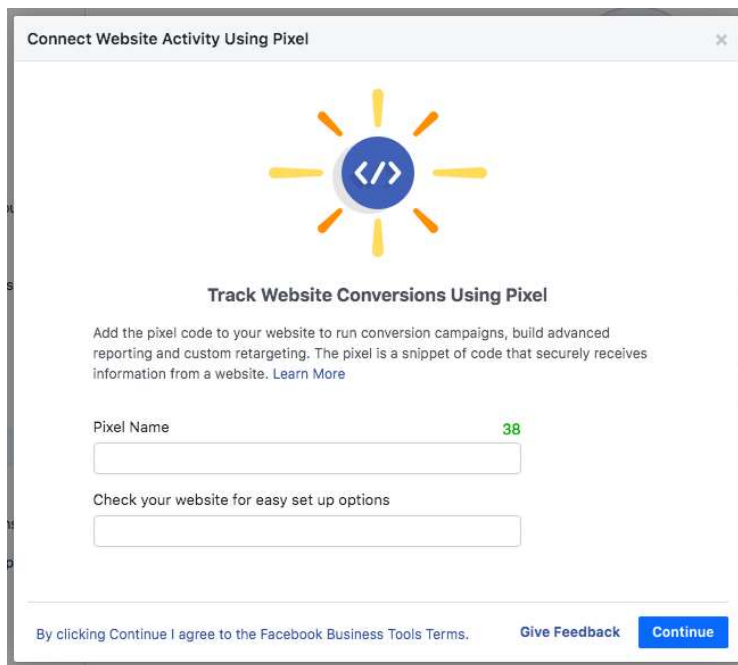 Connect Website Activity Using Pixel
</>
Track Website Conversions Using Pixel
Add the pixel code to your website to run conversion campaigns, build advanced
reporting and custom retargeting. The pixel is a snippet of code that securely receives
information from a website. Learn More
Pixel Name 38
Check your website for easy set up options
By clicking Continue I agree to the Facebook Business Tools Terms. Give Feedback Continue